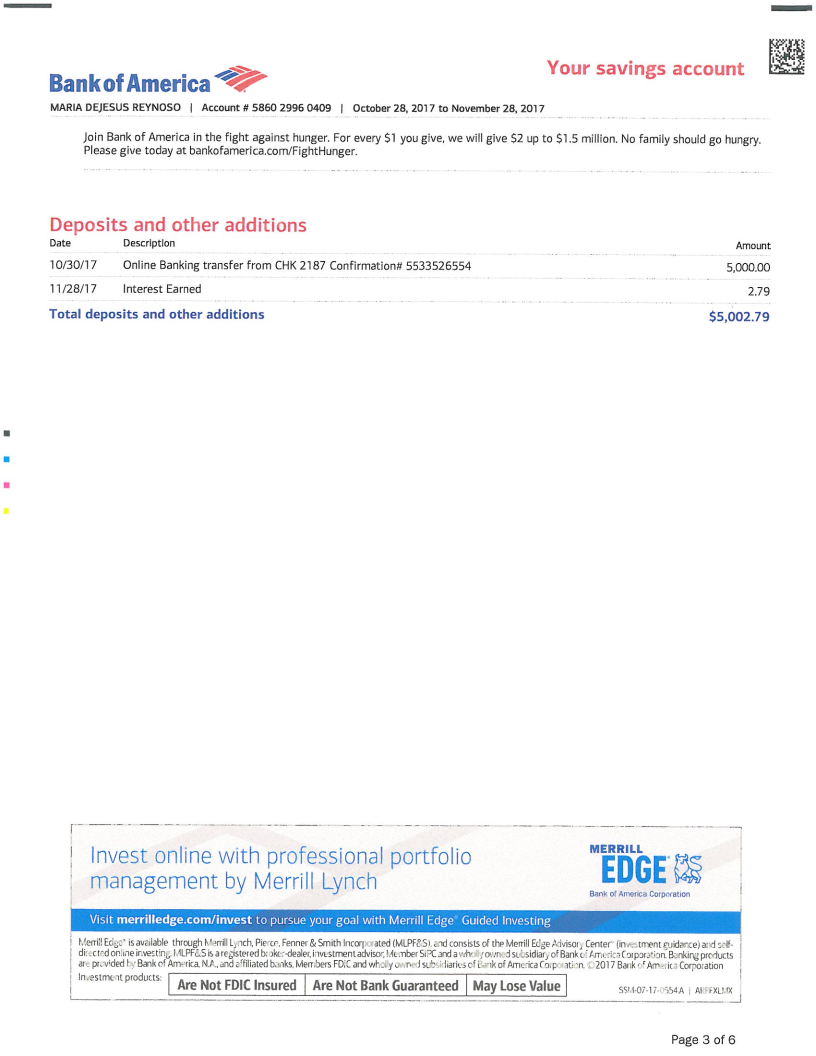 Your savings account
Bank of America
MARIA DEJESUS REYNOSO | Account # 5860 2996 0409 | October 28, 2017 to November 28, 2017
Join Bank of America in the fight against hunger. For every $1 you give, we will give $2 up to $1.5 million. No family should go hungry.
Please give today at bankofamerica.com/FightHunger.
Deposits and other additions
Date Description Amount
10/30/17 Online Banking transfer from CHK 2187 Confirmation# 5533526554 5,000.00
11/28/17 Interest Earned 2.79
Total deposits and other additions $5,002.79
Invest online with professional portfolio
management by Merrill Lynch
MERRILL
EDGE®
Bank of America Corporation
Visit merrilledge.com/invest to pursue your goal with Merrill Edge® Guided Investing
Merrill Edge® is available through Merrill Lynch, Pierce, Fenner & Smith Incorporated (MLPF&S), and consists of the Merrill Edge Advisory Center™ (investment guidance) and self-
directed online investing. MLPF&S is a registered broker-dealer, investment advisor, Member SIPC and a wholly owned subsidiary of Bank of America Corporation. Banking products
are provided by Bank of America, N.A., and affiliated banks, Members FDIC and wholly owned subsidiaries of Bank of America Corporation. ©2017 Bank of America Corporation
Investment products: Are Not FDIC Insured Are Not Bank Guaranteed May Lose Value
SSM-07-17-0554A |
Page 3 of 6